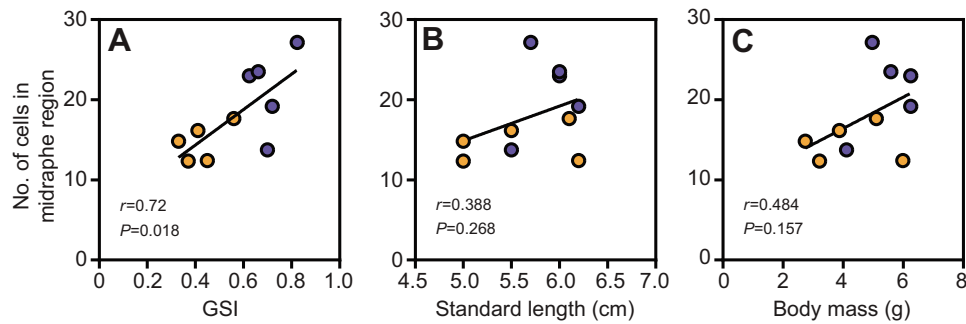 No. of cells in
midraphe region
A
30
20
10
0
r=0.72
P=0.018
0 0.2 0.4 0.6 0.8 1.0
GSI
B
30
20
10
0
r=0.388
P=0.268
4.5 5.0 5.5 6.0 6.5 7.0
Standard length (cm)
C
30
20
10
0
r=0.484
P=0.157
0 2 4 6 8
Body mass (g)